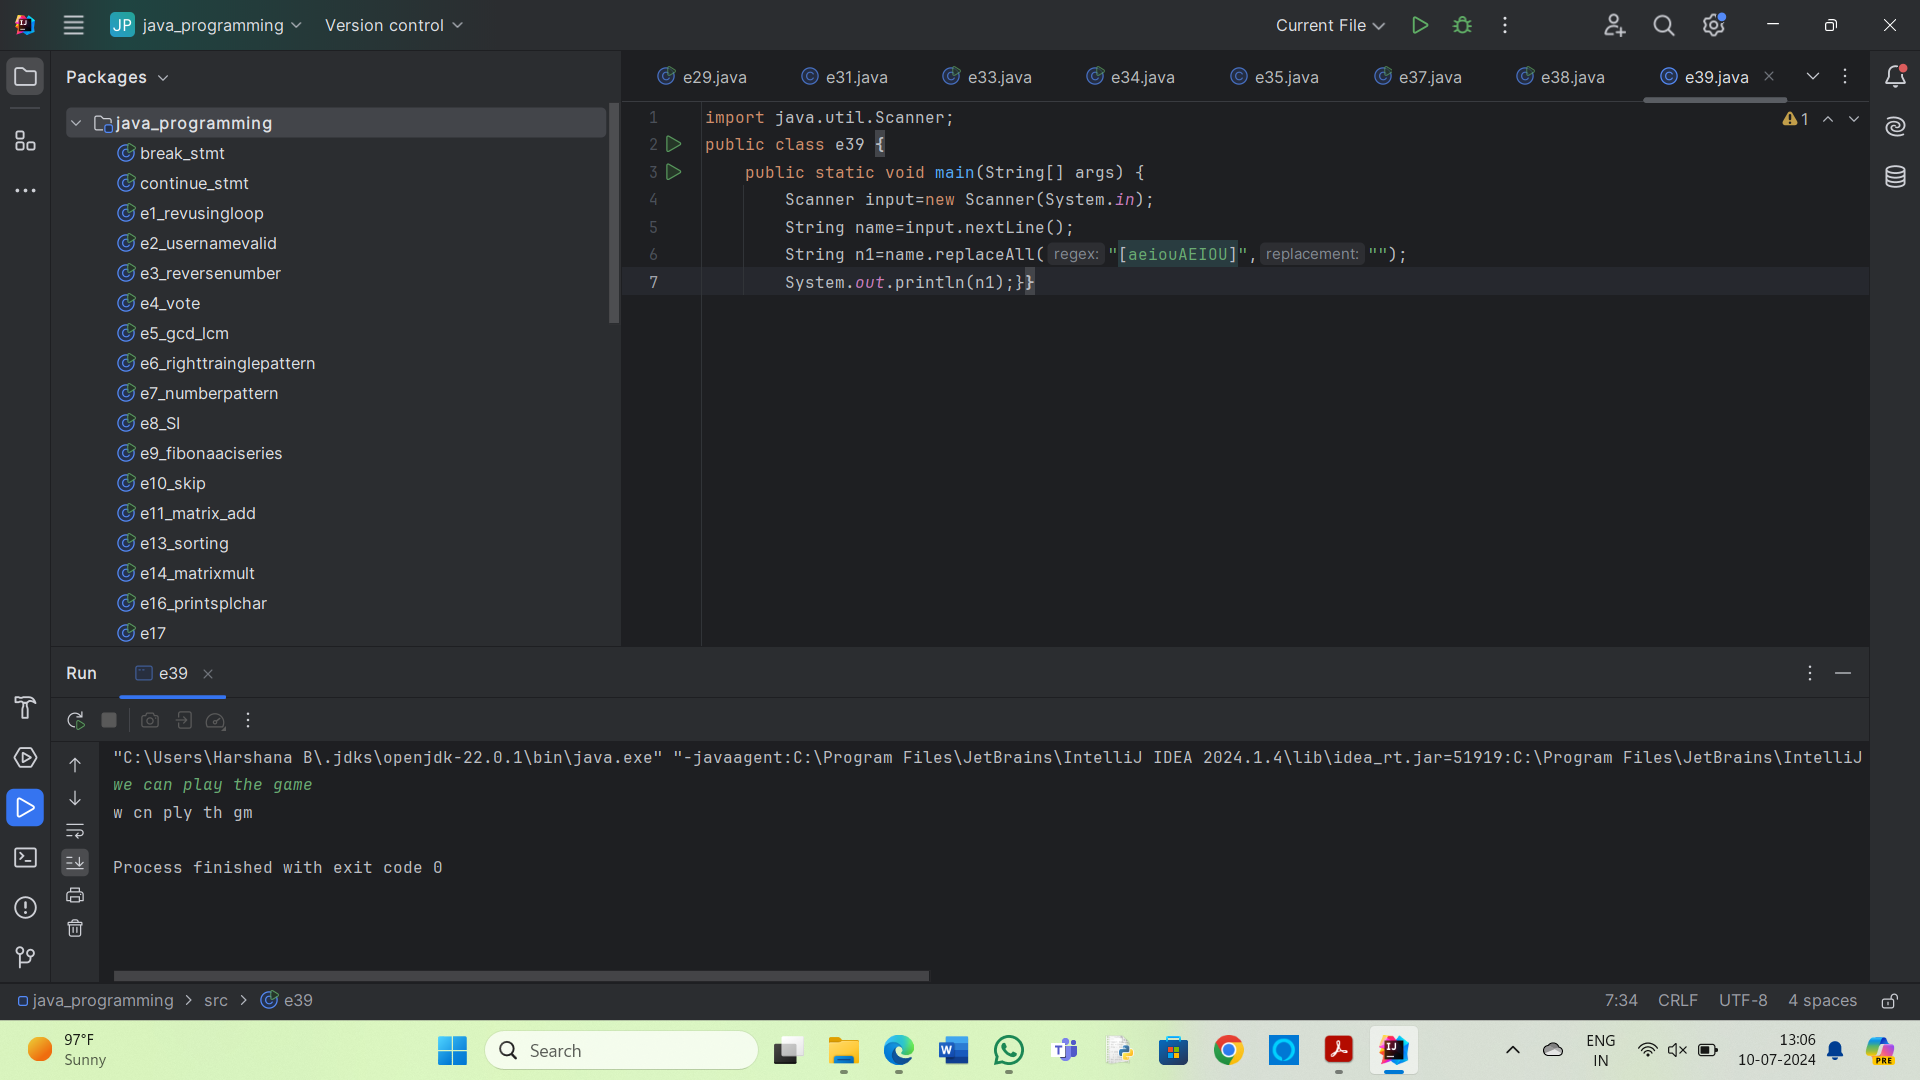 JP java_programming Version control Current File
Packages
e29.java e31.java e33.java e34.java e35.java e37.java e38.java e39.java
java_programming
break_stmt
continue_stmt
e1_revusingloop
e2_usernamevalid
e3_reversenumber
e4_vote
e5_gcd_lcm
e6_righttrainglepattern
e7_numberpattern
e8_SI
e9_fibonaaciseries
e10_skip
e11_matrix_add
e13_sorting
e14_matrixmult
e16_printsplchar
e17
1 import java.util.Scanner; 1
2 public class e39 {
3 public static void main(String[] args) {
4 Scanner input=new Scanner(System.in);
5 String name=input.nextLine();
6 String n1=name.replaceAll( regex: "[aeiouAEIOU]", replacement: "");
7 System.out.println(n1);}}
Run e39
"C:\Users\Harshana B\.jdks\openjdk-22.0.1\bin\java.exe" "-javaagent:C:\Program Files\JetBrains\IntelliJ IDEA 2024.1.4\lib\idea_rt.jar=51919:C:\Program Files\JetBrains\IntelliJ
we can play the game
w cn ply th gm
Process finished with exit code 0
java_programming > src > e39 7:34 CRLF UTF-8 4 spaces
97°F
Sunny
Search
ENG
IN
13:06
10-07-2024
PRE